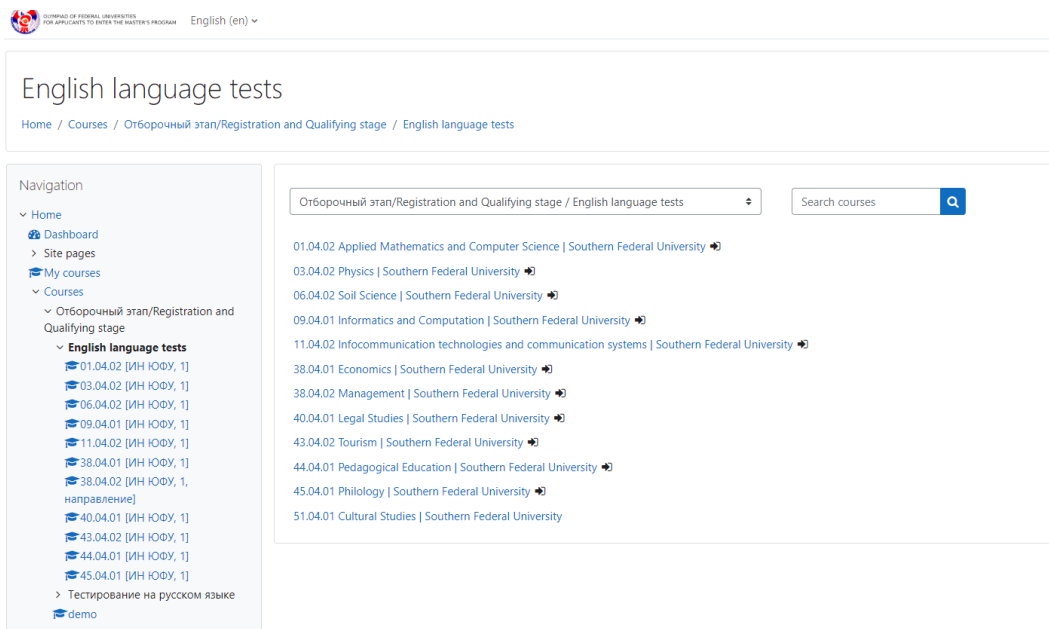 OLYMPIAD OF FEDERAL UNIVERSITIES
FOR APPLICANTS TO ENTER THE MASTER'S PROGRAM
English (en)
English language tests
Home / Courses / Отборочный этап/Registration and Qualifying stage / English language tests
Navigation
Home
Dashboard
Site pages
My courses
Courses
Отборочный этап/Registration and
Qualifying stage
English language tests
01.04.02 [ИН ЮФУ, 1]
03.04.02 [ИН ЮФУ, 1]
06.04.02 [ИН ЮФУ, 1]
09.04.01 [ИН ЮФУ, 1]
11.04.02 [ИН ЮФУ, 1]
38.04.01 [ИН ЮФУ, 1]
38.04.02 [ИН ЮФУ, 1,
направление]
40.04.01 [ИН ЮФУ, 1]
43.04.02 [ИН ЮФУ, 1]
44.04.01 [ИН ЮФУ, 1]
45.04.01 [ИН ЮФУ, 1]
Тестирование на русском языке
demo
Отборочный этап/Registration and Qualifying stage / English language tests
Search courses
01.04.02 Applied Mathematics and Computer Science | Southern Federal University
03.04.02 Physics | Southern Federal University
06.04.02 Soil Science | Southern Federal University
09.04.01 Informatics and Computation | Southern Federal University
11.04.02 Infocommunication technologies and communication systems | Southern Federal University
38.04.01 Economics | Southern Federal University
38.04.02 Management | Southern Federal University
40.04.01 Legal Studies | Southern Federal University
43.04.02 Tourism | Southern Federal University
44.04.01 Pedagogical Education | Southern Federal University
45.04.01 Philology | Southern Federal University
51.04.01 Cultural Studies | Southern Federal University